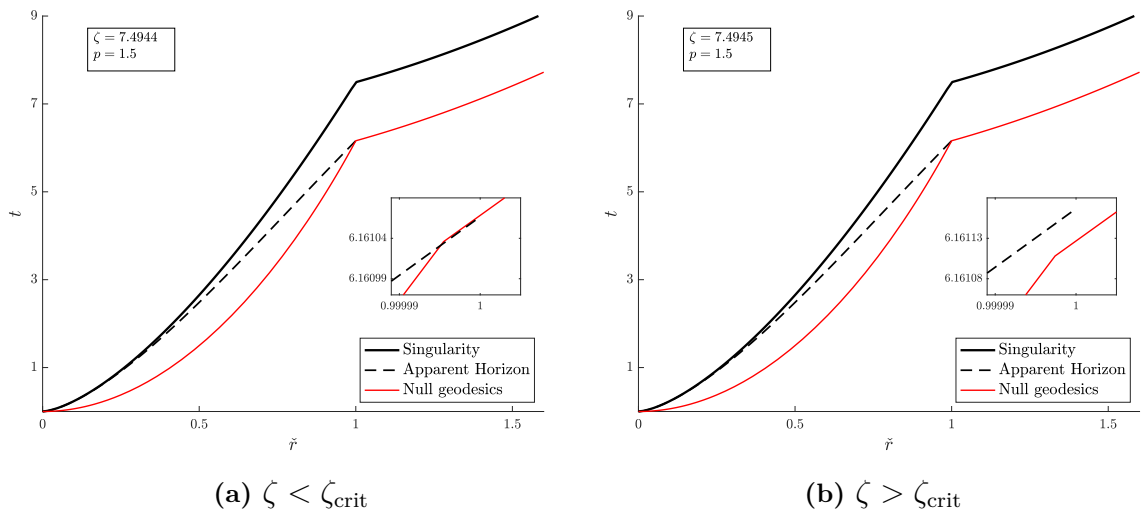 9
7
5
3
1
t
ζ = 7.4944
p = 1.5
6.16104
6.16099
0.99999
1
Singularity
Apparent Horizon
Null geodesics
0
0.5
1
1.5
ř
(a) ζ < ζcrit
9
7
5
3
1
t
ζ = 7.4945
p = 1.5
6.16113
6.16108
0.99999
1
Singularity
Apparent Horizon
Null geodesics
0
0.5
1
1.5
ř
(b) ζ > ζcrit